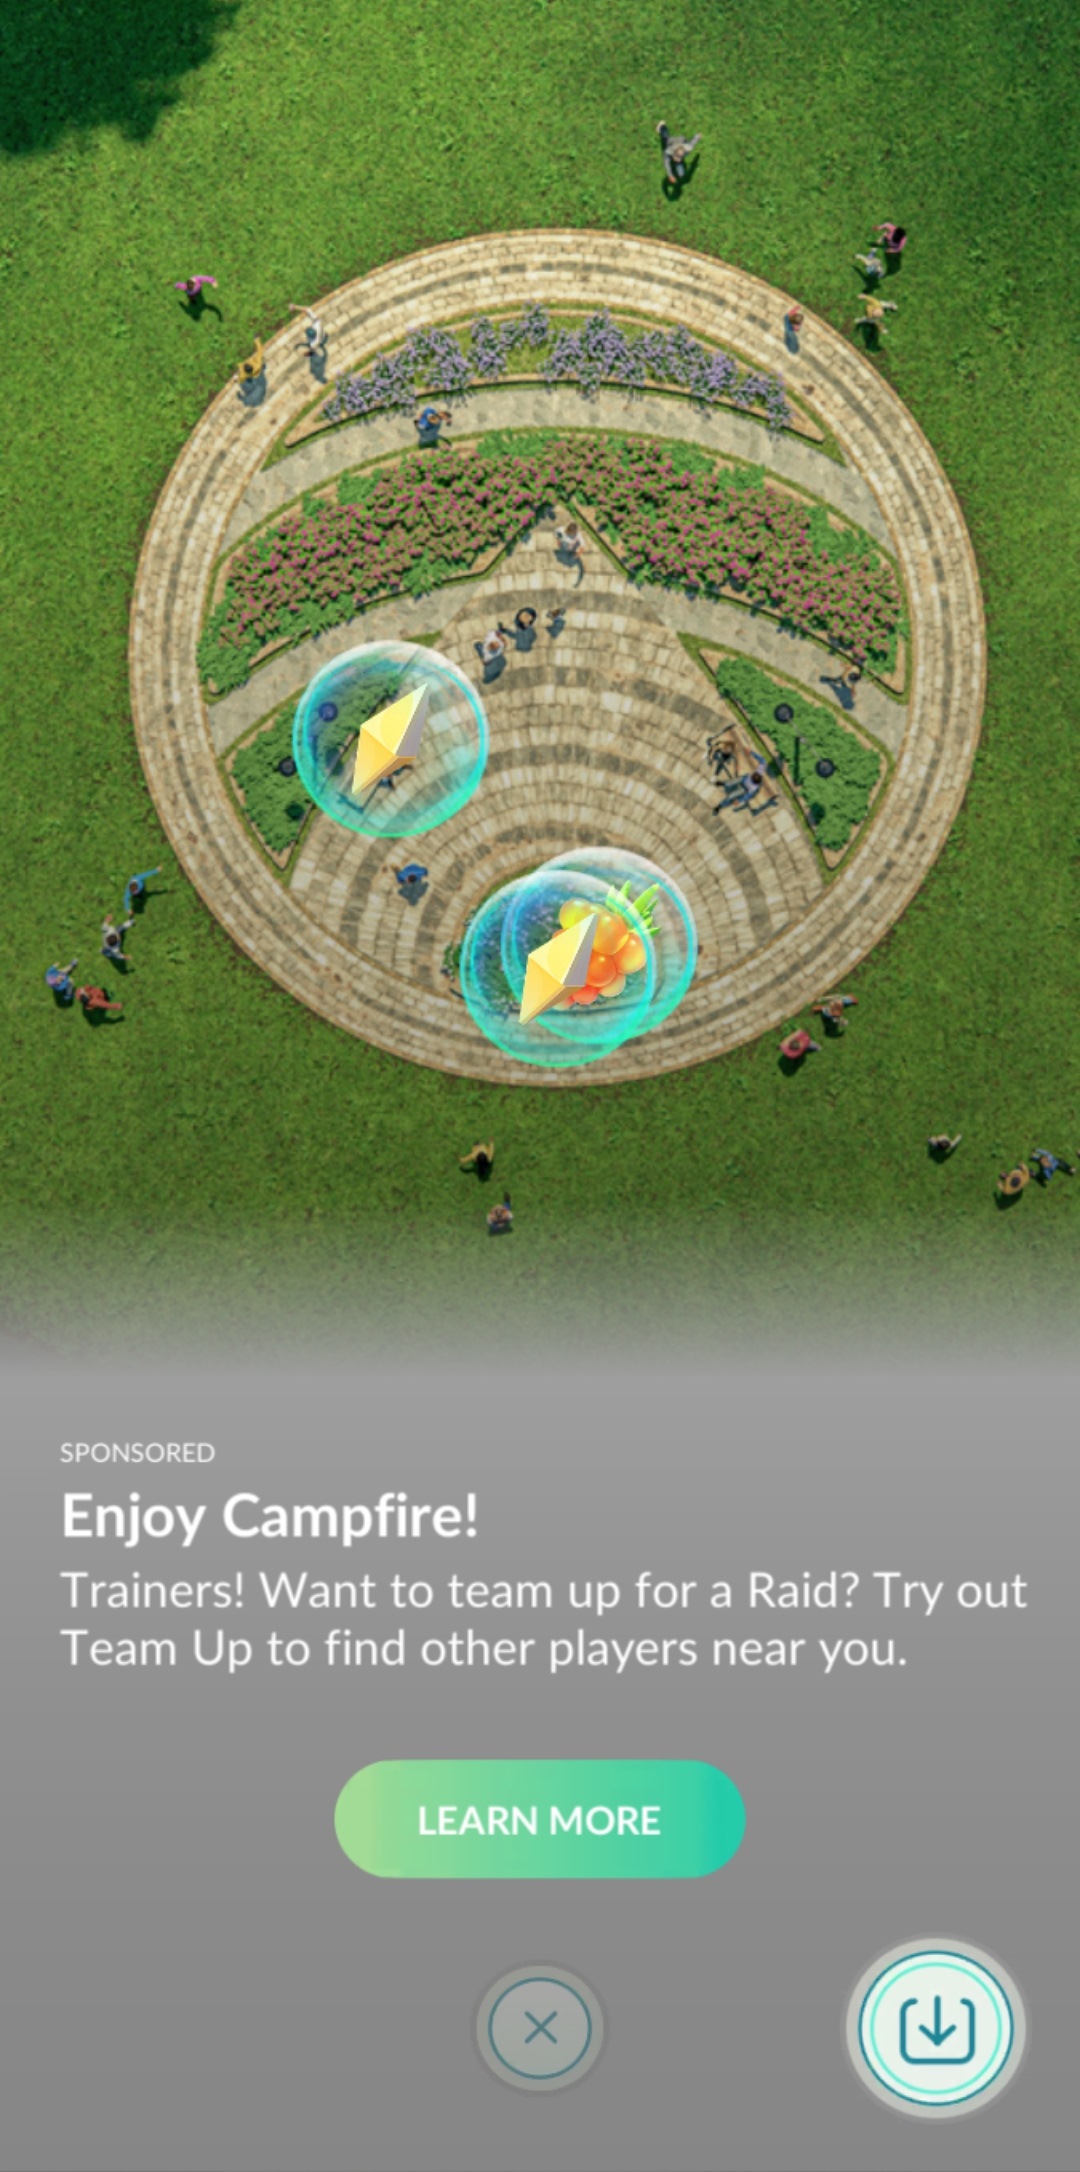 SPONSORED
Enjoy Campfire!
Trainers! Want to team up for a Raid? Try out
Team Up to find other players near you.
LEARN MORE